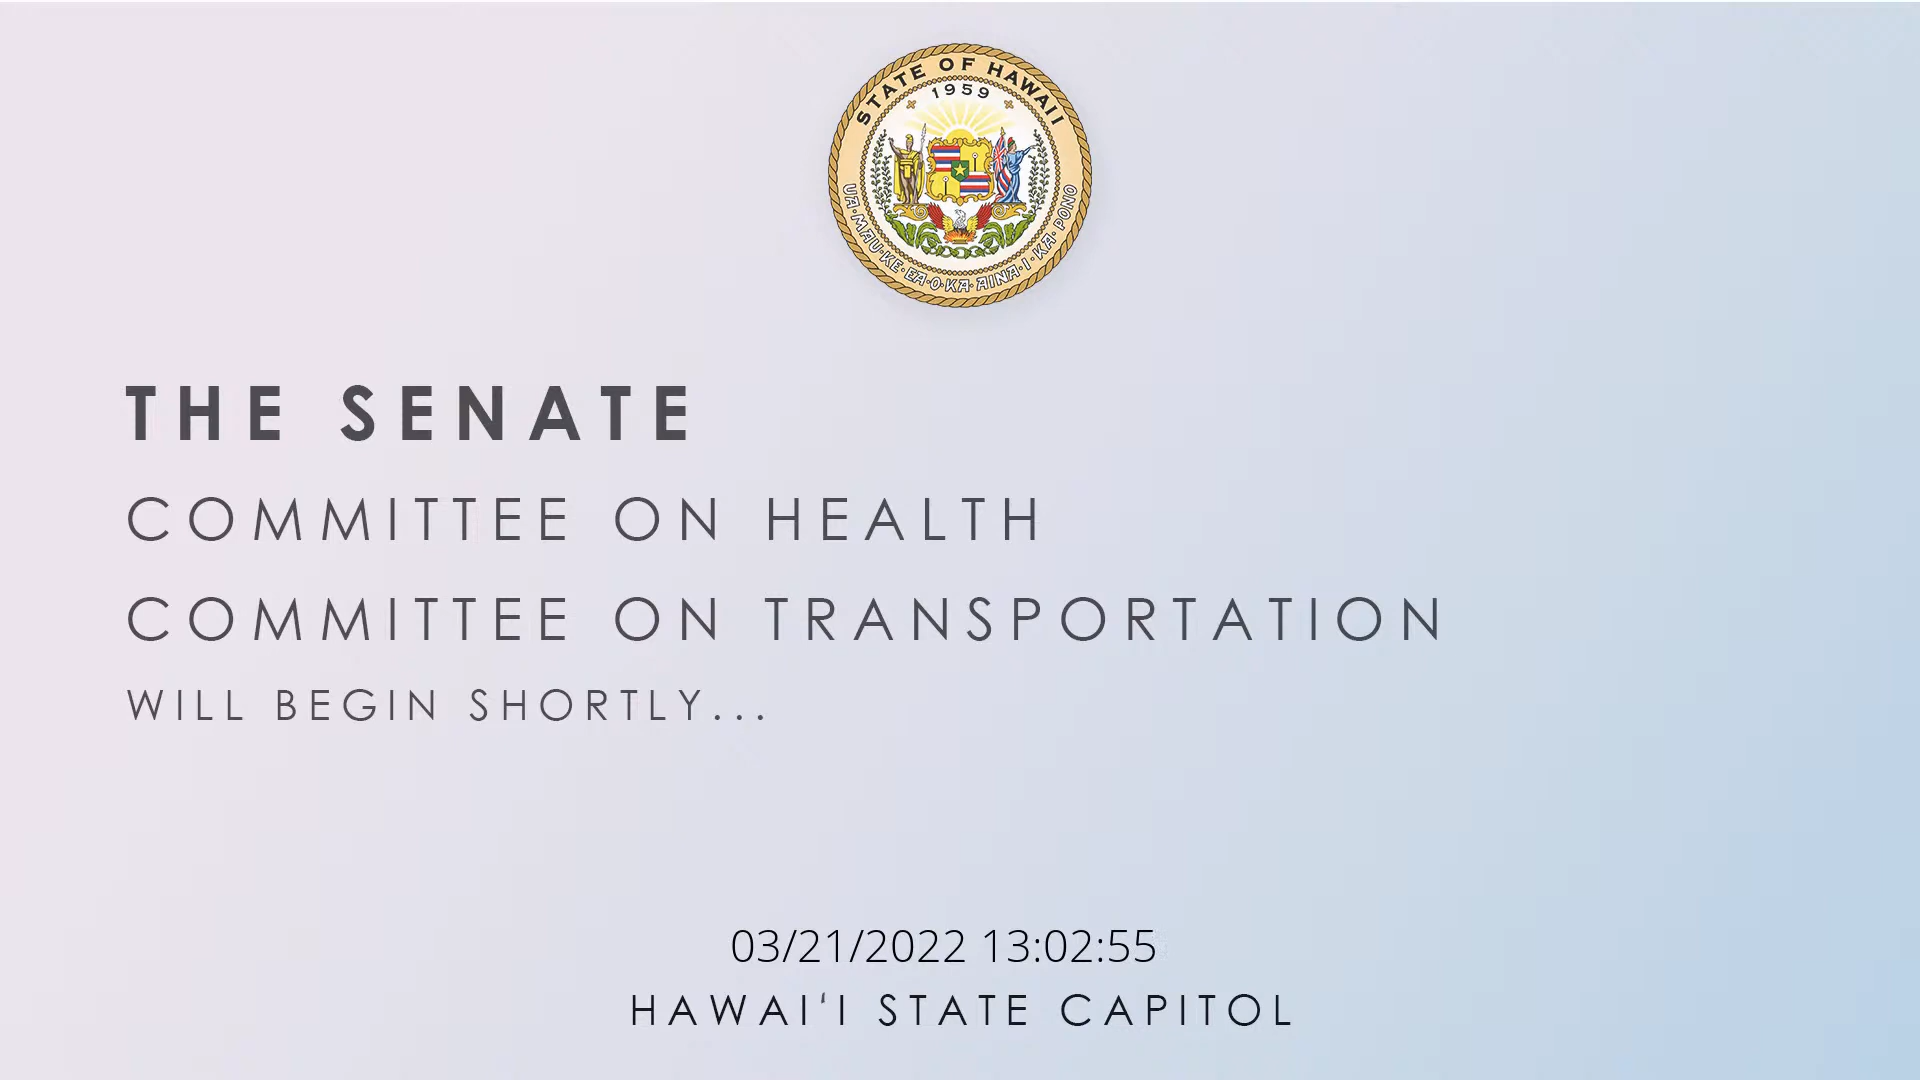 STATE OF HAWAII
1959
UA·MAU·KE·EA·O·KA·AINA·I·KA·PONO
THE SENATE
COMMITTEE ON HEALTH
COMMITTEE ON TRANSPORTATION
WILL BEGIN SHORTLY...
03/21/2022 13:02:55
HAWAIʻI STATE CAPITOL